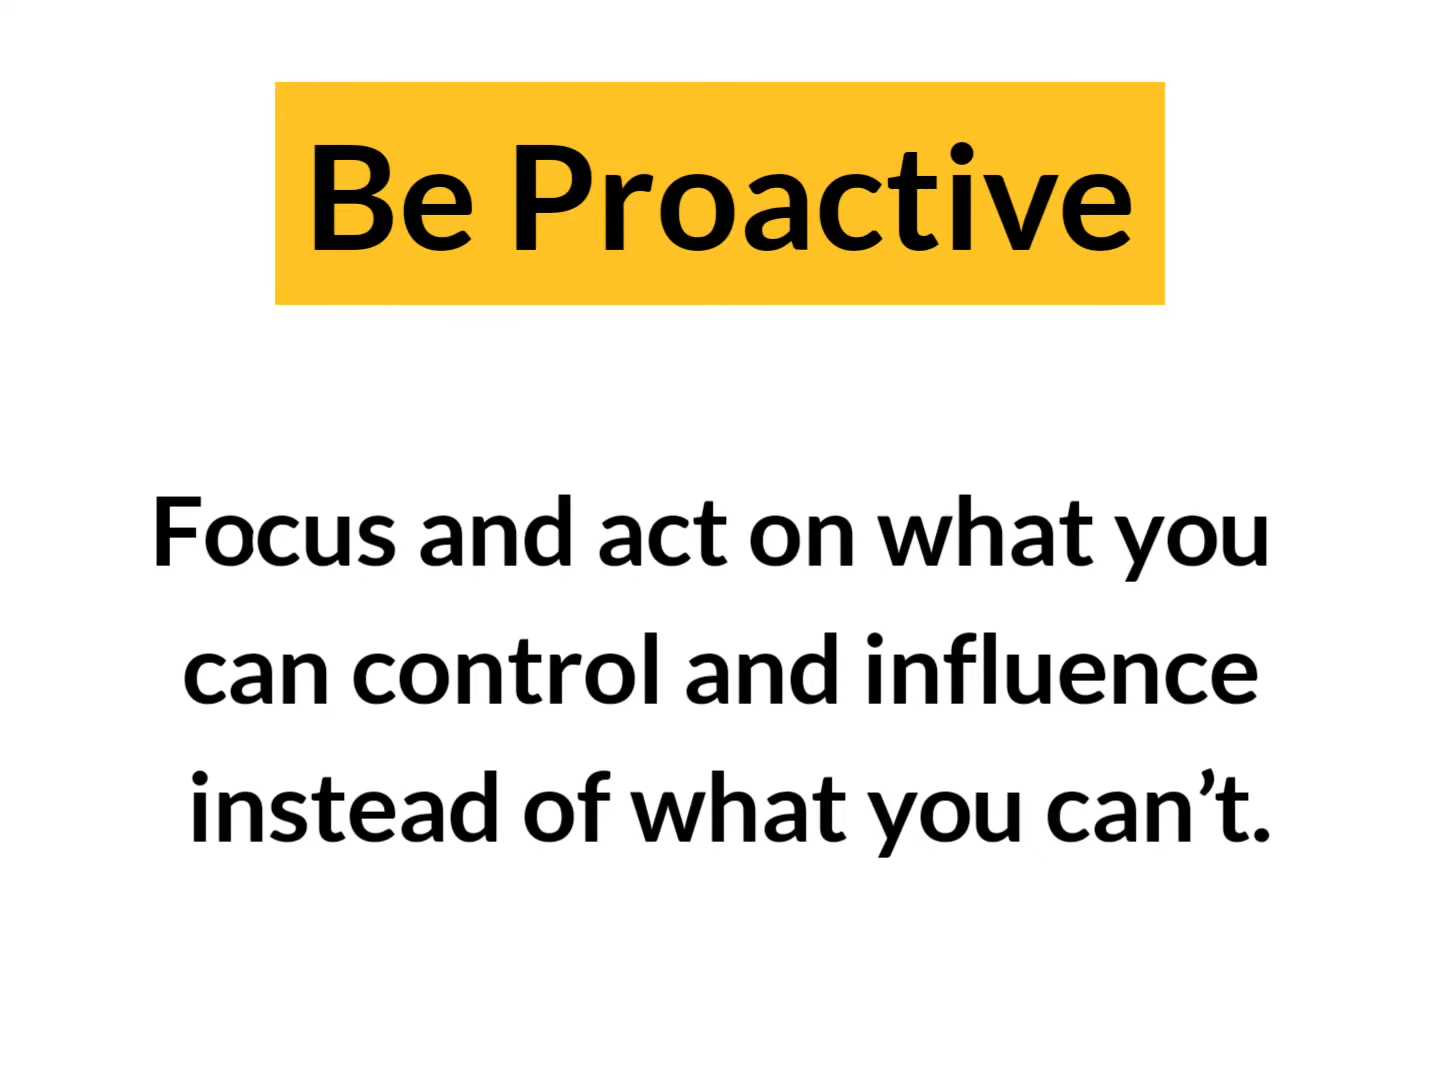 Be Proactive
Focus and act on what you
can control and influence
instead of what you can’t.